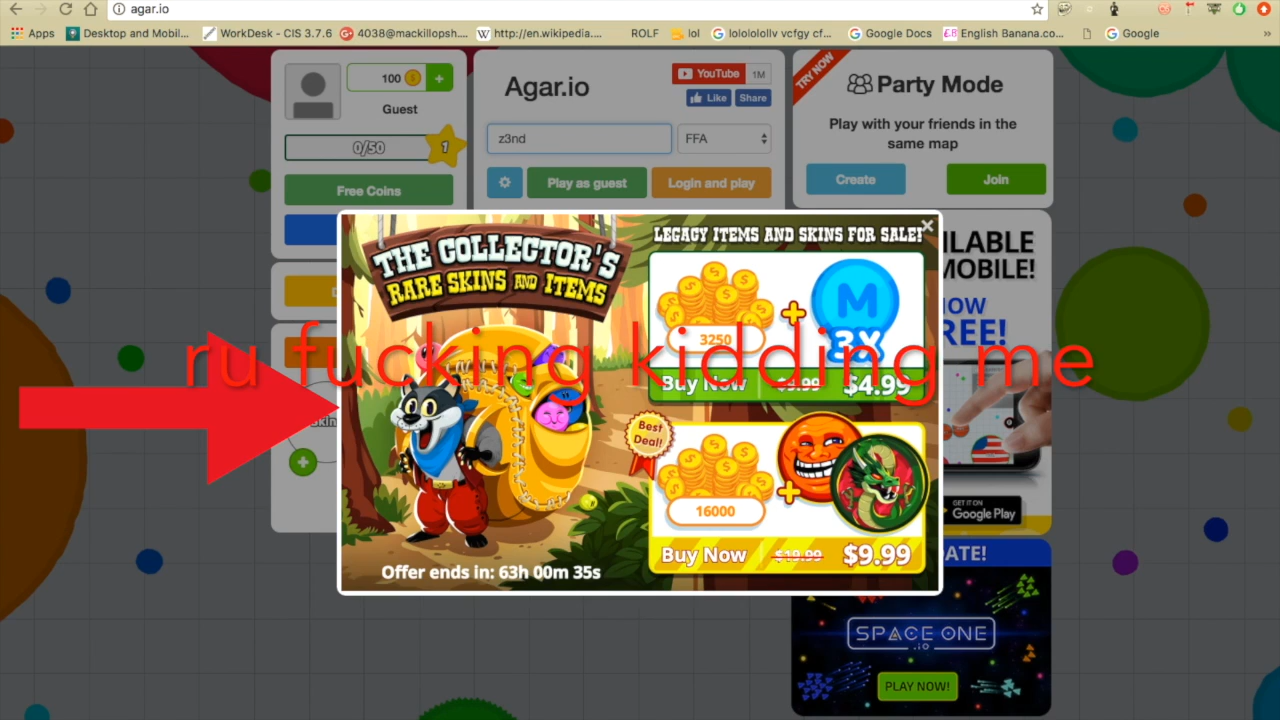 agar.io
Apps
Desktop and Mobil...
WorkDesk - CIS 3.7.6
4038@mackillopsh....
http://en.wikipedia....
ROLF
lol
lolololollv vcfgy cf...
Google Docs
English Banana.co...
Google
»
100
+
Guest
0/50
1
Free Coins
Agar.io
YouTube
1M
Like
Share
z3nd
FFA
Play as guest
Login and play
TRY NOW
Party Mode
Play with your friends in the
same map
Create
Join
THE COLLECTOR'S
RARE SKINS AND ITEMS
LEGACY ITEMS AND SKINS FOR SALE!
×
3250
+
M
3X
Buy Now
$9.99
$4.99
ru fucking kidding me
Best
Deal!
16000
+
Buy Now
$19.99
$9.99
Offer ends in: 63h 00m 35s
GET IT ON
Google Play
SPACE ONE
.io
PLAY NOW!